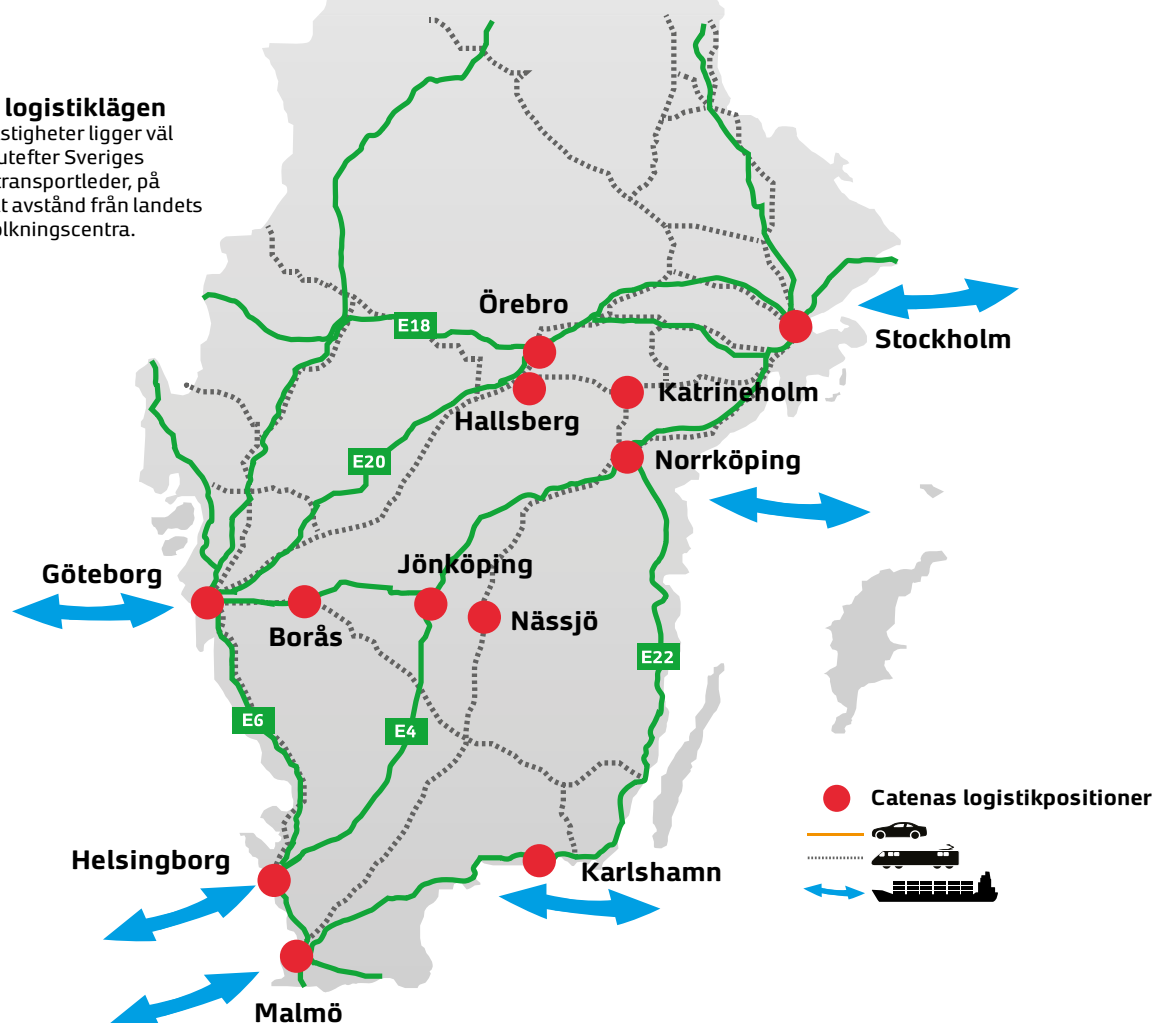 logistiklägen
stigheter ligger väl
utefter Sveriges
transportleder, på
t avstånd från landets
olkningscentra.
Örebro
E18
Stockholm
Katrineholm
Hallsberg
E20
Norrköping
Göteborg
Jönköping
Borås
Nässjö
E22
E6
E4
Catenas logistikpositioner
Helsingborg
Karlshamn
Malmö